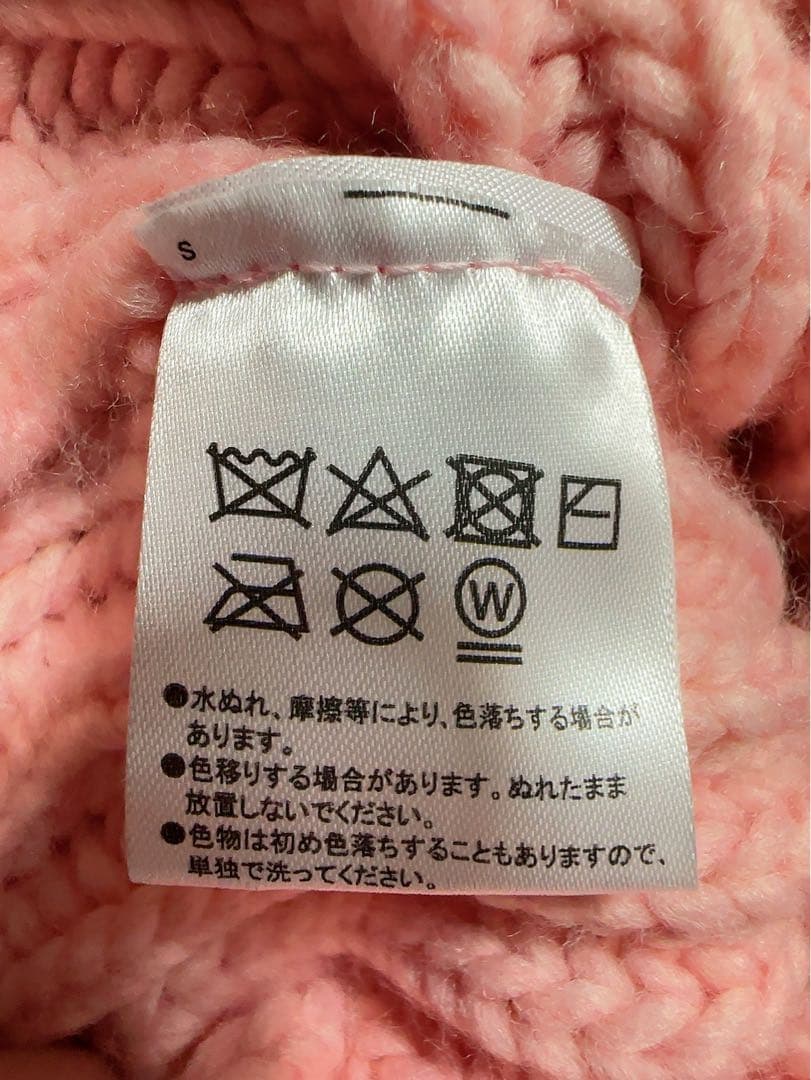 S
W
●水ぬれ、摩擦等により、色落ちする場合が
あります。
●色移りする場合があります。ぬれたまま
放置しないでください。
●色物は初め色落ちすることもありますので、
単独で洗ってください。